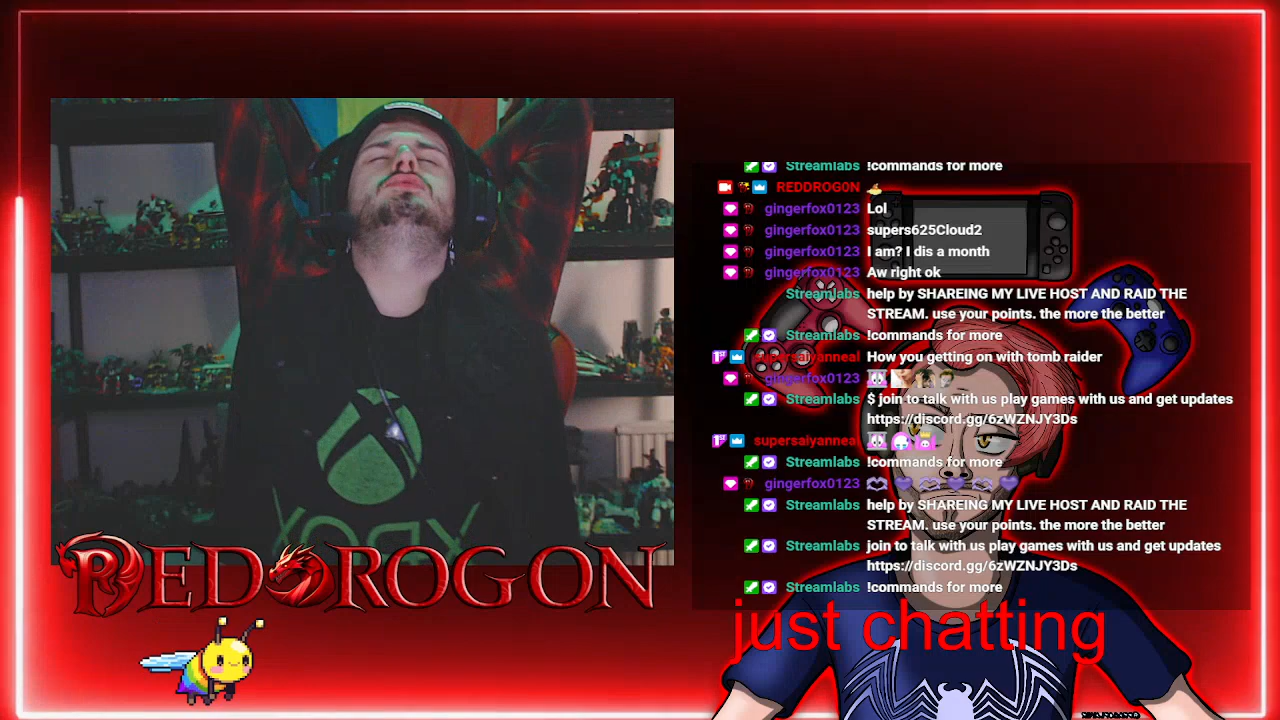 Streamlabs !commands for more
REDDROG0N
gingerfox0123 Lol
gingerfox0123 supers625Cloud2
gingerfox0123 I am? I dis a month
gingerfox0123 Aw right ok
Streamlabs help by SHAREING MY LIVE HOST AND RAID THE
STREAM. use your points. the more the better
Streamlabs !commands for more
supersaiyanneal How you getting on with tomb raider
gingerfox0123
Streamlabs $ join to talk with us play games with us and get updates
https://discord.gg/6zWZNJY3Ds
supersaiyanneal
Streamlabs !commands for more
gingerfox0123
Streamlabs help by SHAREING MY LIVE HOST AND RAID THE
STREAM. use your points. the more the better
Streamlabs join to talk with us play games with us and get updates
https://discord.gg/6zWZNJY3Ds
Streamlabs !commands for more
XBOX
REDDROGON
just chatting